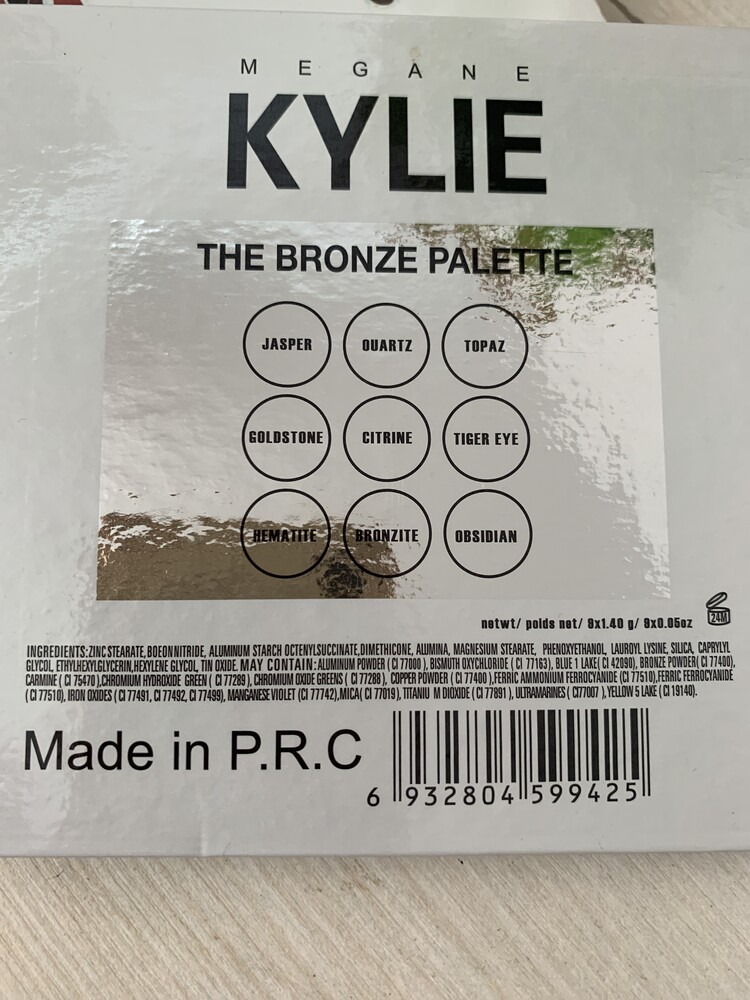 MEGANE
KYLIE
THE BRONZE PALETTE
JASPER QUARTZ TOPAZ
GOLDSTONE CITRINE TIGER EYE
HEMATITE BRONZITE OBSIDIAN
netwt/ poids net/ 9x1.40 g/ 9x0.05oz
24M
INGREDIENTS:ZINC STEARATE, BOEON NITRIDE, ALUMINUM STARCH OCTENYLSUCCINATE,DIMETHICONE, ALUMINA, MAGNESIUM STEARATE, PHENOXYETHANOL, LAUROYL LYSINE, SILICA, CAPRYLYL
GLYCOL, ETHYLHEXYLGLYCERIN,HEXYLENE GLYCOL, TIN OXIDE. MAY CONTAIN:ALUMINUM POWDER ( CI 77000 ), BISMUTH OXYCHLORIDE ( CI 77163), BLUE 1 LAKE( CI 42090), BRONZE POWDER( CI 77400),
CARMINE ( CI 75470 ),CHROMIUM HYDROXIDE GREEN ( CI 77289 ), CHROMIUM OXIDE GREENS ( CI 77288 ), COPPER POWDER ( CI 77400 ),FERRIC AMMONIUM FERROCYANIDE (CI 77510),FERRIC FERROCYANIDE
(CI 77510), IRON OXIDES ( CI 77491, CI 77492, CI 77499), MANGANESE VIOLET (CI 77742),MICA( CI 77019), TITANIU M DIOXIDE ( CI 77891 ), ULTRAMARINES ( CI77007 ),YELLOW 5 LAKE ( CI 19140).
Made in P.R.C
6 932804 599425